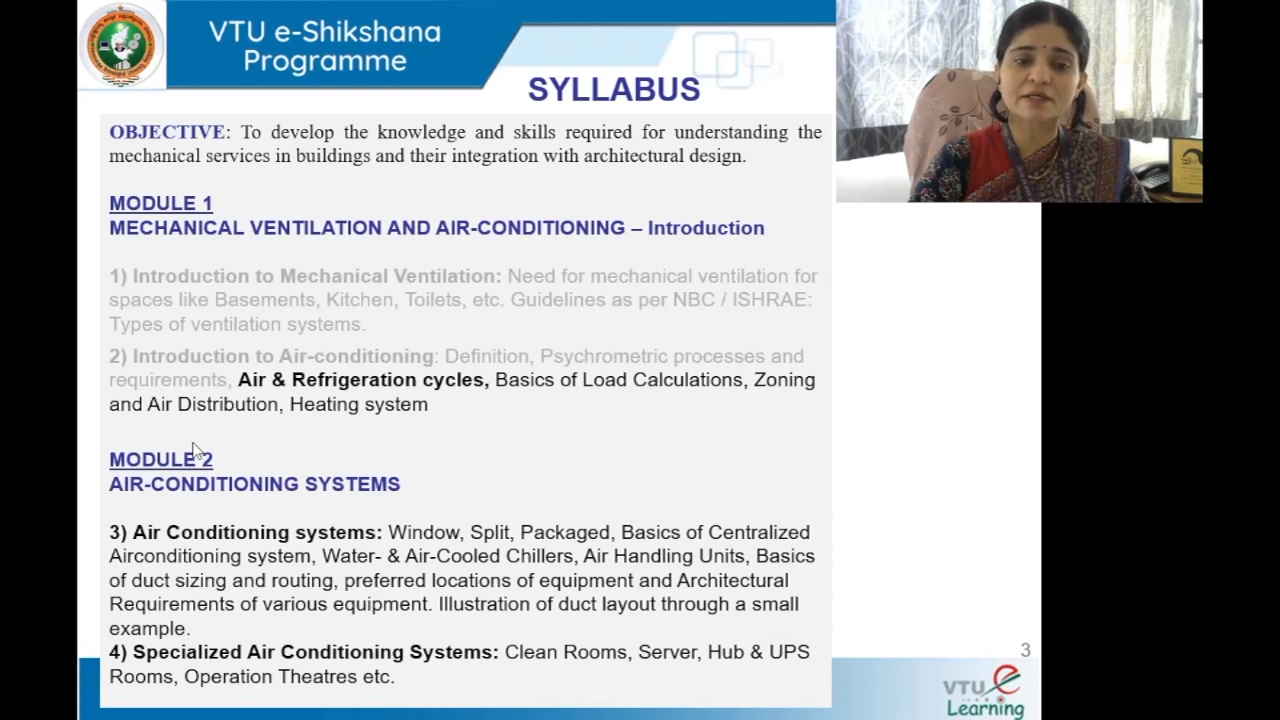 VTU e-Shikshana
Programme
SYLLABUS
OBJECTIVE: To develop the knowledge and skills required for understanding the
mechanical services in buildings and their integration with architectural design.
MODULE 1
MECHANICAL VENTILATION AND AIR-CONDITIONING – Introduction
1) Introduction to Mechanical Ventilation: Need for mechanical ventilation for
spaces like Basements, Kitchen, Toilets, etc. Guidelines as per NBC / ISHRAE:
Types of ventilation systems.
2) Introduction to Air-conditioning: Definition, Psychrometric processes and
requirements, Air & Refrigeration cycles, Basics of Load Calculations, Zoning
and Air Distribution, Heating system
MODULE 2
AIR-CONDITIONING SYSTEMS
3) Air Conditioning systems: Window, Split, Packaged, Basics of Centralized
Airconditioning system, Water- & Air-Cooled Chillers, Air Handling Units, Basics
of duct sizing and routing, preferred locations of equipment and Architectural
Requirements of various equipment. Illustration of duct layout through a small
example.
4) Specialized Air Conditioning Systems: Clean Rooms, Server, Hub & UPS
Rooms, Operation Theatres etc.
3
VTU e
Learning